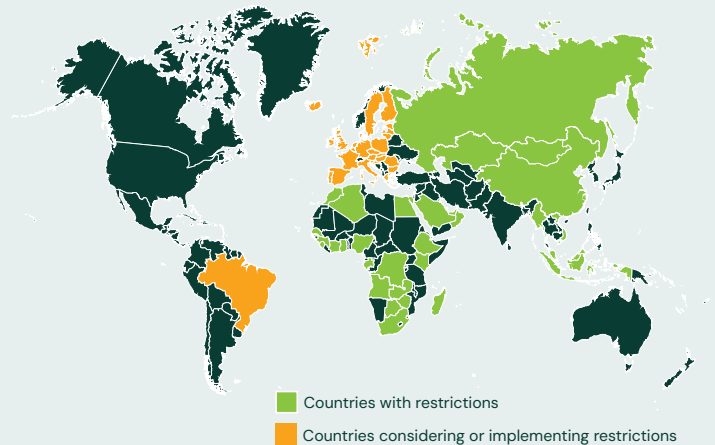 Countries with restrictions
Countries considering or implementing restrictions